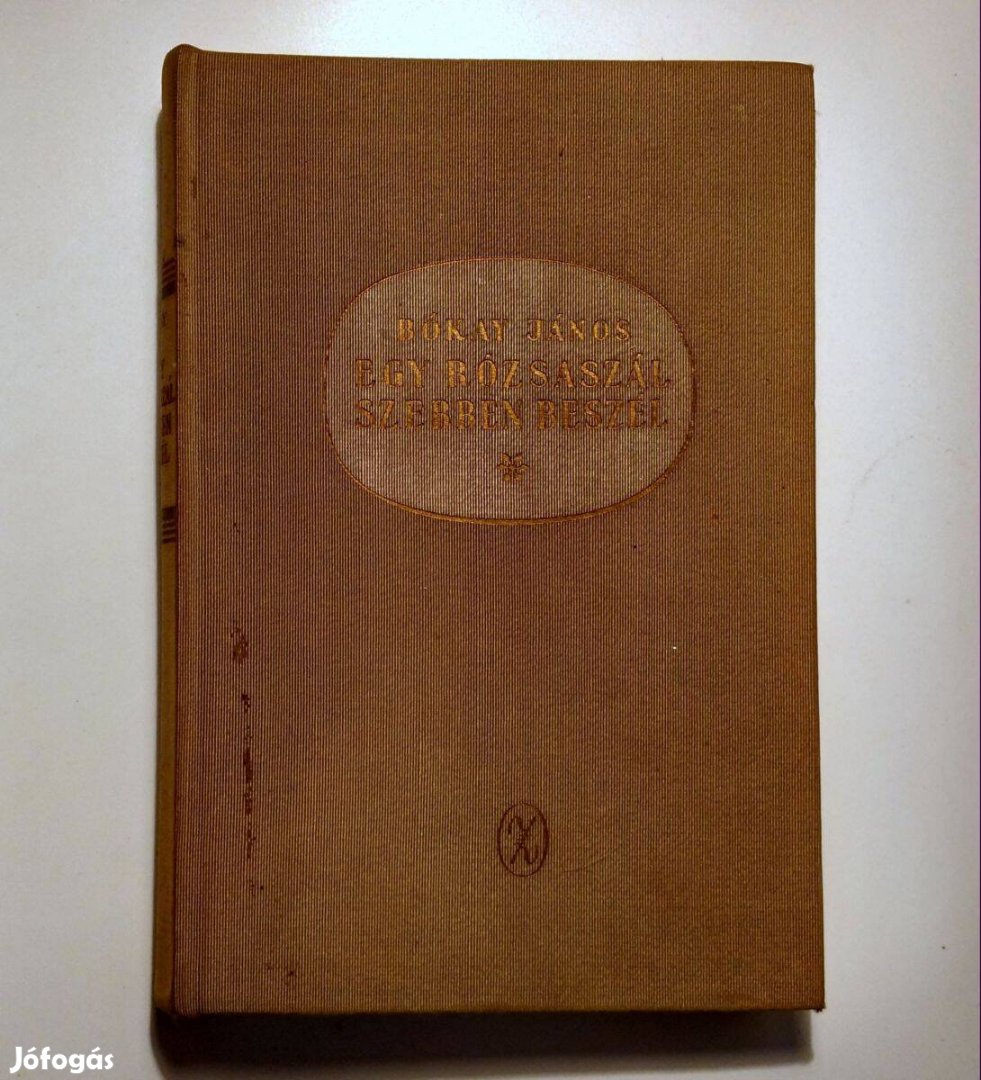 BÓKAY JÁNOS
EGY RÓZSASZÁL
SZEBBEN BESZÉL
Jófogás